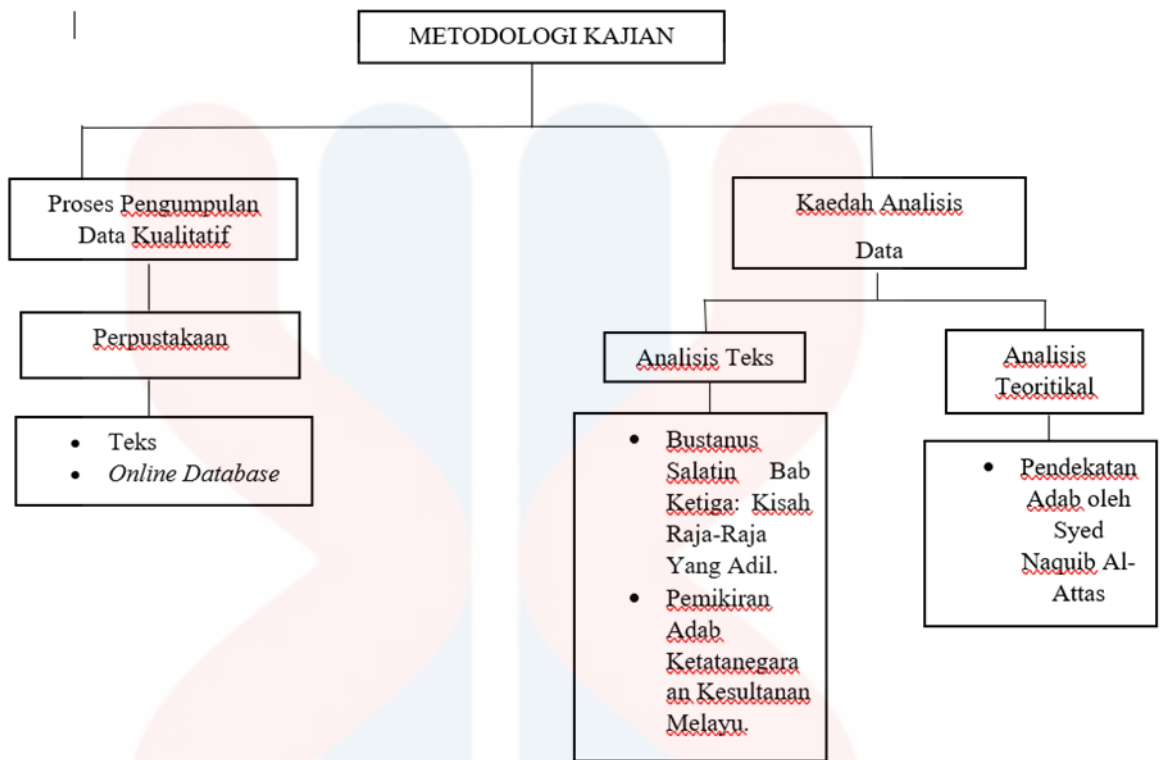 METODOLOGI KAJIAN
Proses Pengumpulan
Data Kualitatif
Perpustakaan
• Teks
• Online Database
Kaedah Analisis
Data
Analisis Teks
• Bustanus
Salatin Bab
Ketiga: Kisah
Raja-Raja
Yang Adil.
• Pemikiran
Adab
Ketatanegara
an Kesultanan
Melayu.
Analisis
Teoritikal
• Pendekatan
Adab oleh
Syed
Naquib Al-
Attas